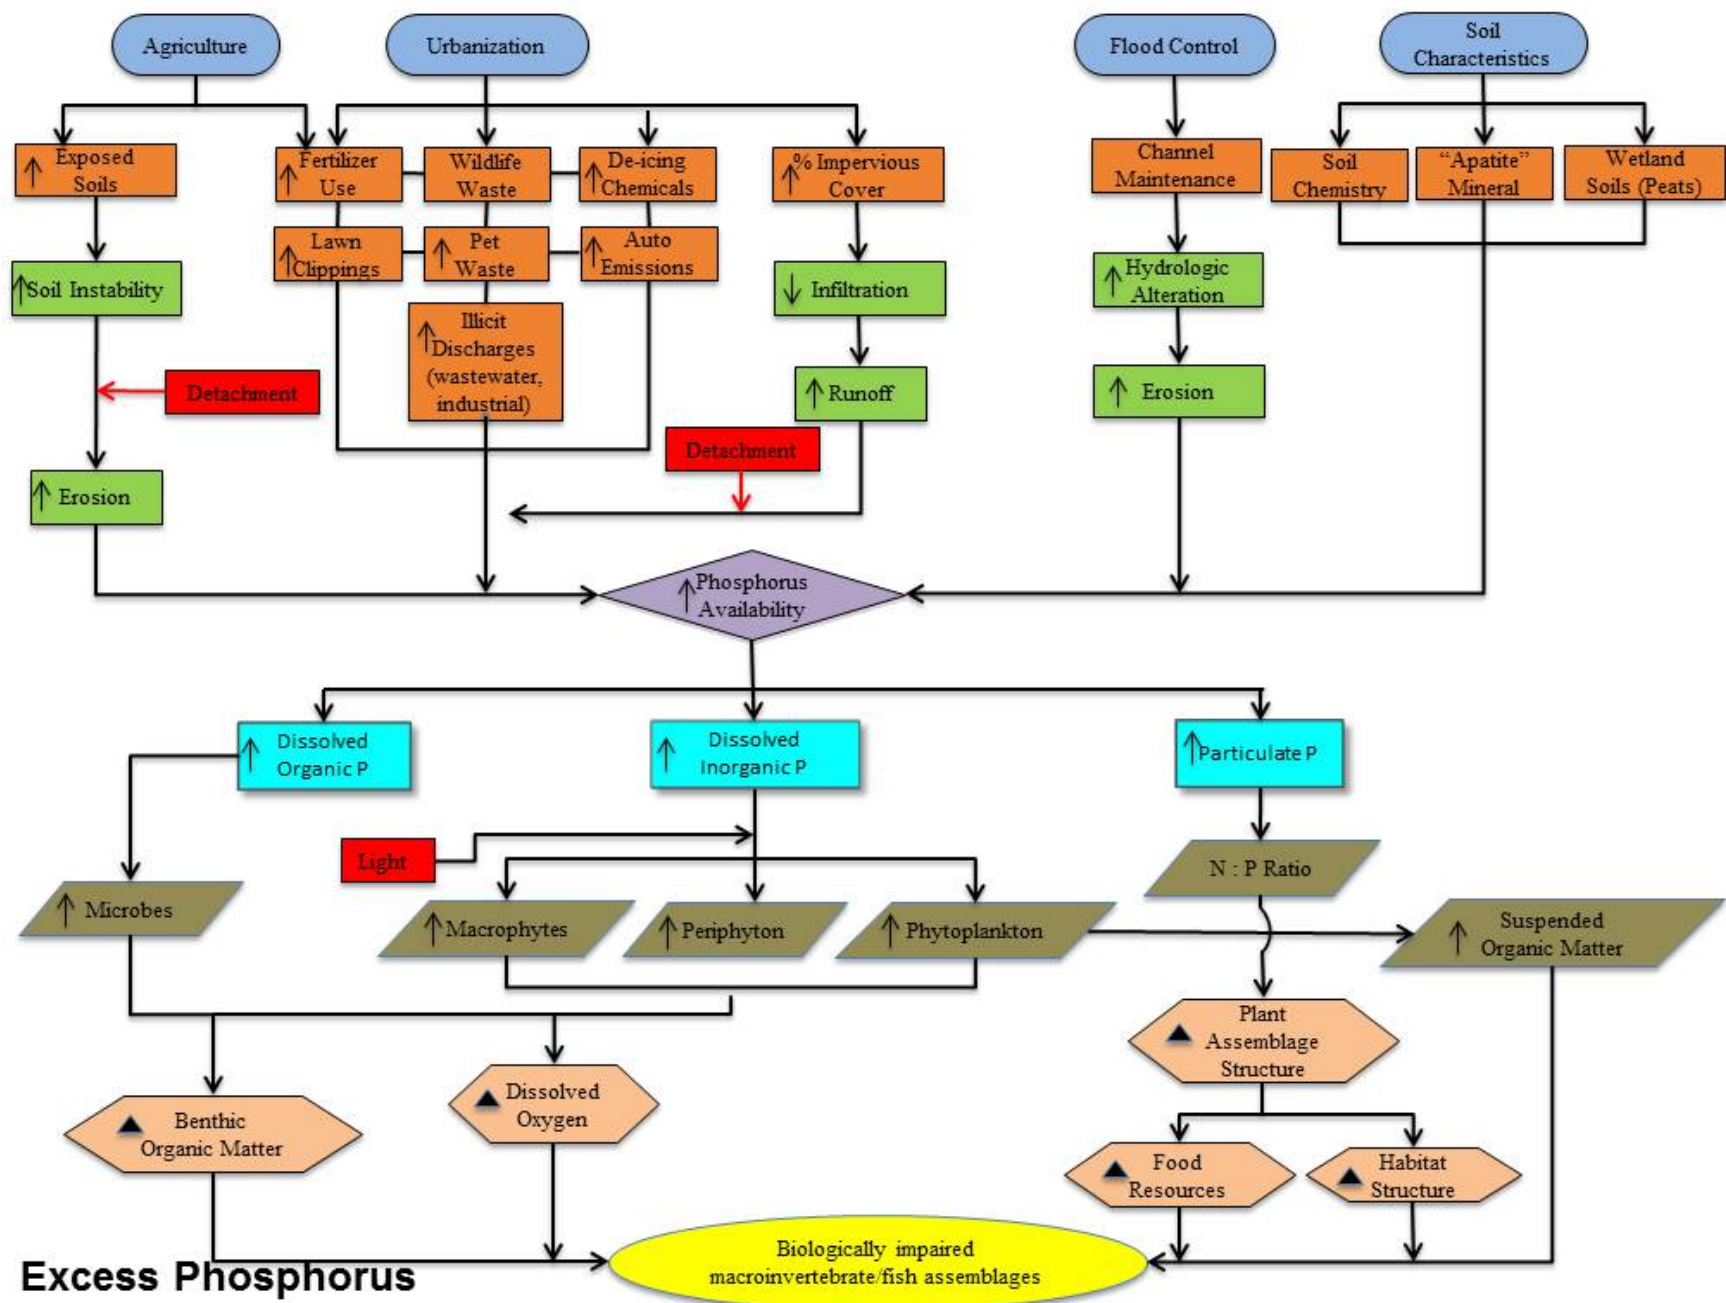 Agriculture
Urbanization
Flood Control
Soil
Characteristics
↑ Exposed
Soils
↑ Fertilizer
Use
Wildlife
Waste
↑ De-icing
Chemicals
↑ % Impervious
Cover
Channel
Maintenance
Soil
Chemistry
“Apatite”
Mineral
Wetland
Soils (Peats)
↑ Lawn
Clippings
↑ Pet
Waste
↑ Auto
Emissions
↑ Soil Instability
↓ Infiltration
↑ Hydrologic
Alteration
↑ Illicit
Discharges
(wastewater,
industrial)
Detachment
↑ Runoff
↑ Erosion
Detachment
↑ Erosion
↑ Phosphorus
Availability
↑ Dissolved
Organic P
↑ Dissolved
Inorganic P
↑ Particulate P
Light
N : P Ratio
↑ Microbes
↑ Macrophytes
↑ Periphyton
↑ Phytoplankton
↑ Suspended
Organic Matter
▲ Plant
Assemblage
Structure
▲ Benthic
Organic Matter
▲ Dissolved
Oxygen
▲ Food
Resources
▲ Habitat
Structure
Biologically impaired
macroinvertebrate/fish assemblages
Excess Phosphorus